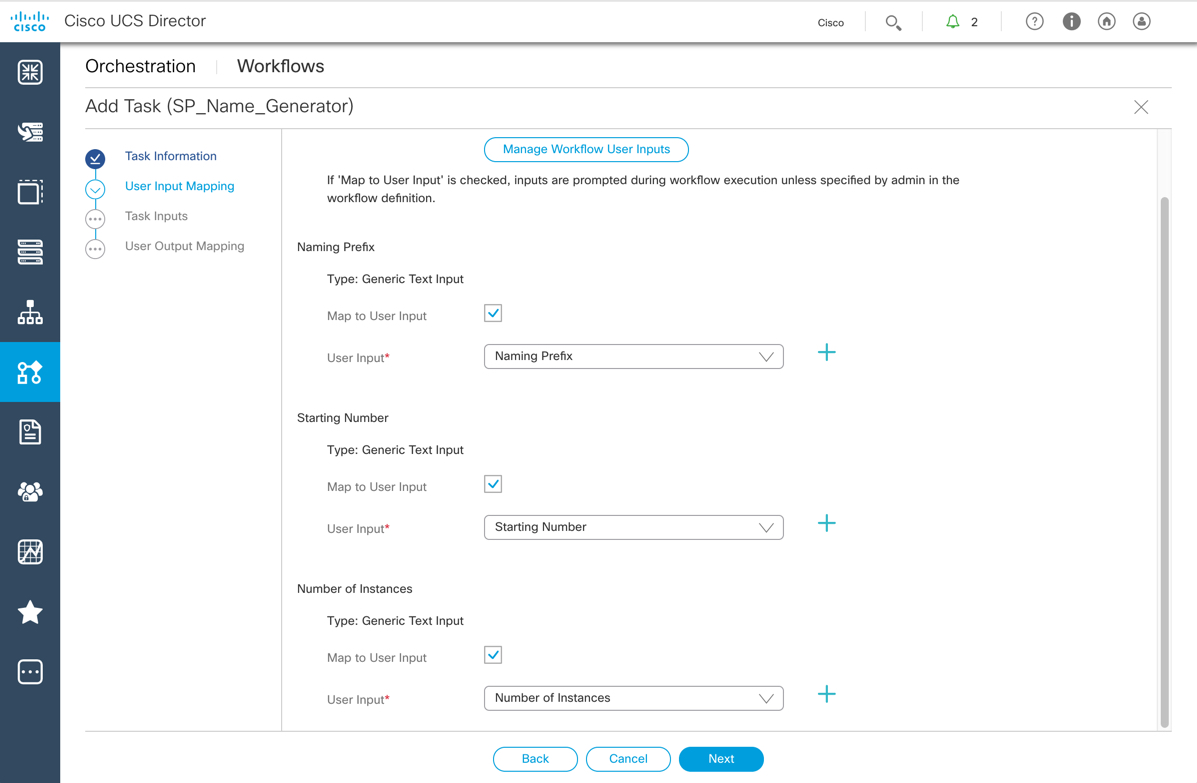 cisco
Cisco UCS Director
Cisco
2
Orchestration
Workflows
Add Task (SP_Name_Generator)
Task Information
User Input Mapping
Task Inputs
User Output Mapping
Manage Workflow User Inputs
If 'Map to User Input' is checked, inputs are prompted during workflow execution unless specified by admin in the
workflow definition.
Naming Prefix
Type: Generic Text Input
Map to User Input
User Input*
Naming Prefix
Starting Number
Type: Generic Text Input
Map to User Input
User Input*
Starting Number
Number of Instances
Type: Generic Text Input
Map to User Input
User Input*
Number of Instances
Back
Cancel
Next